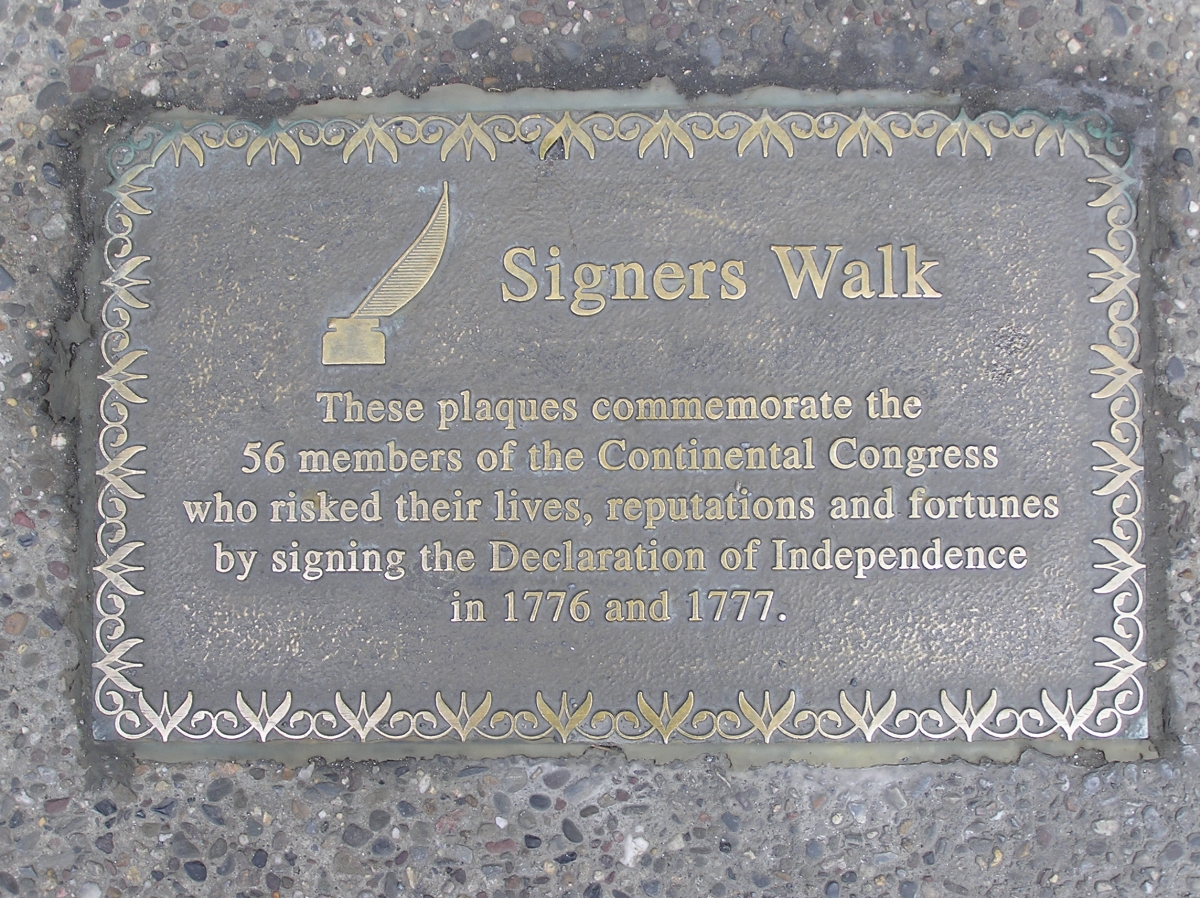 Signers Walk
These plaques commemorate the
56 members of the Continental Congress
who risked their lives, reputations and fortunes
by signing the Declaration of Independence
in 1776 and 1777.